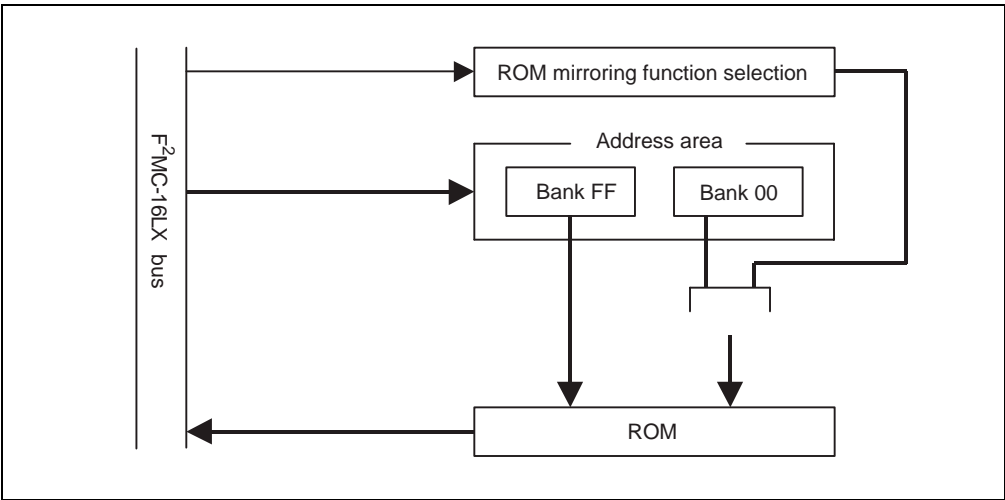 ROM mirroring function selection
Address area
F²MC-16LX bus
Bank FF
Bank 00
ROM